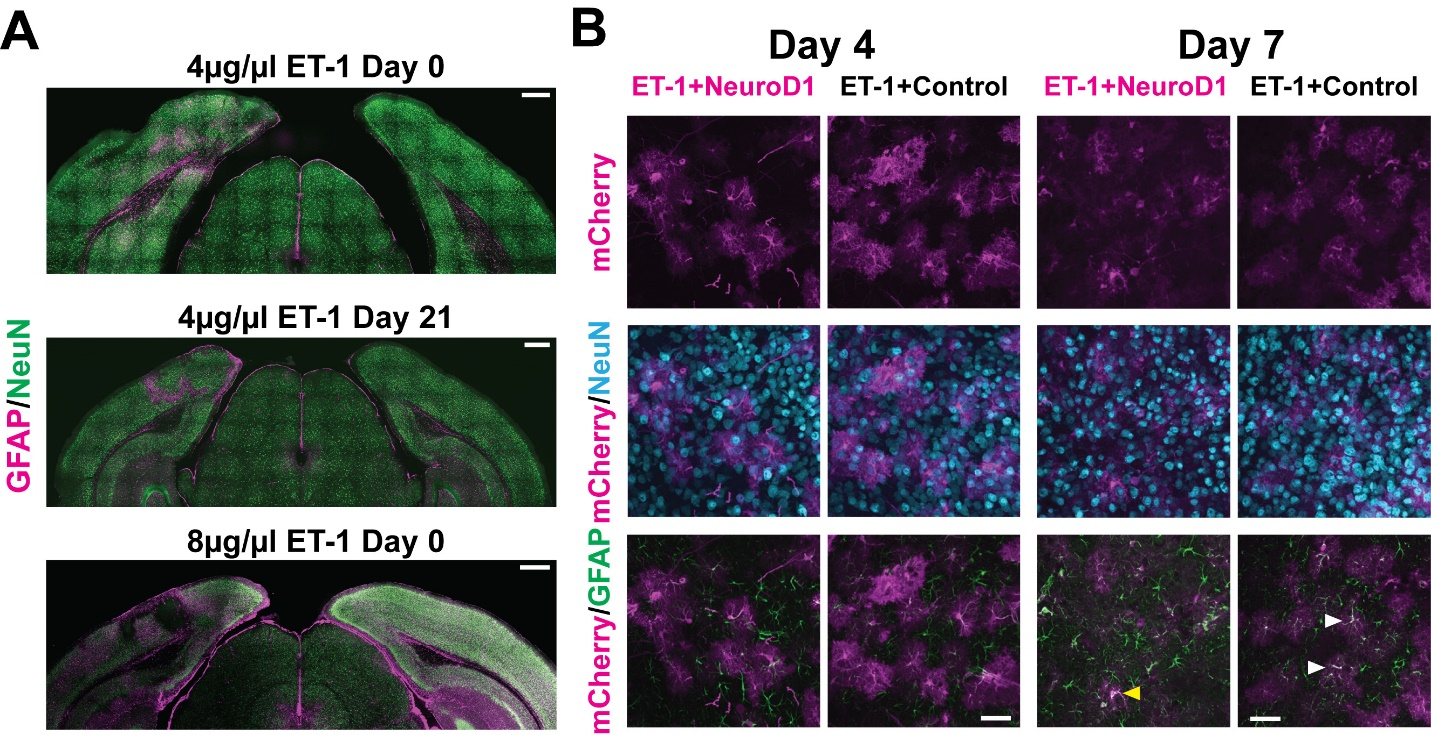 A
4µg/µl ET-1 Day 0
4µg/µl ET-1 Day 21
8µg/µl ET-1 Day 0
GFAP/NeuN
B
Day 4
Day 7
ET-1+NeuroD1
ET-1+Control
ET-1+NeuroD1
ET-1+Control
mCherry
mCherry/NeuN
mCherry/GFAP